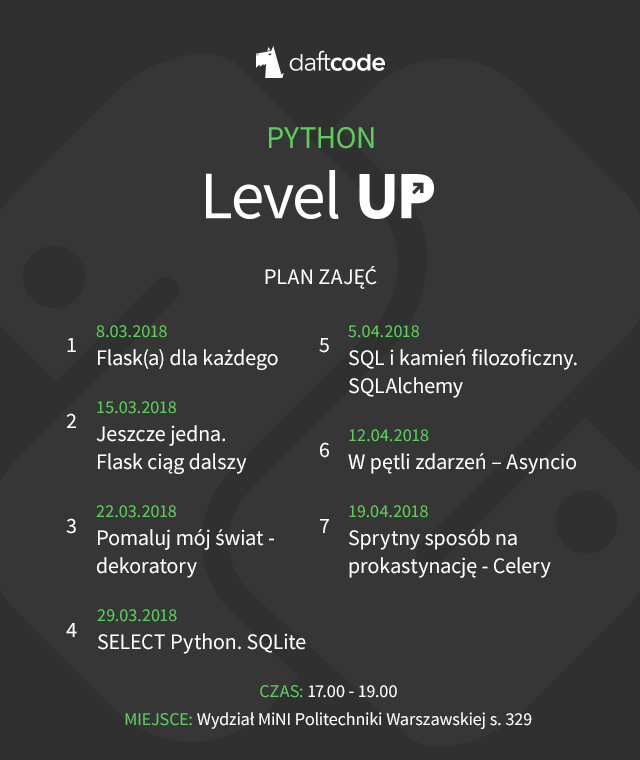 daftcode
PYTHON
Level UP
PLAN ZAJĘĆ
1
8.03.2018
Flask(a) dla każdego
2
15.03.2018
Jeszcze jedna.
Flask ciąg dalszy
3
22.03.2018
Pomaluj mój świat -
dekoratory
4
29.03.2018
SELECT Python. SQLite
5
5.04.2018
SQL i kamień filozoficzny.
SQLAlchemy
6
12.04.2018
W pętli zdarzeń – Asyncio
7
19.04.2018
Sprytny sposób na
prokastynację - Celery
CZAS: 17.00 - 19.00
MIEJSCE: Wydział MiNI Politechniki Warszawskiej s. 329